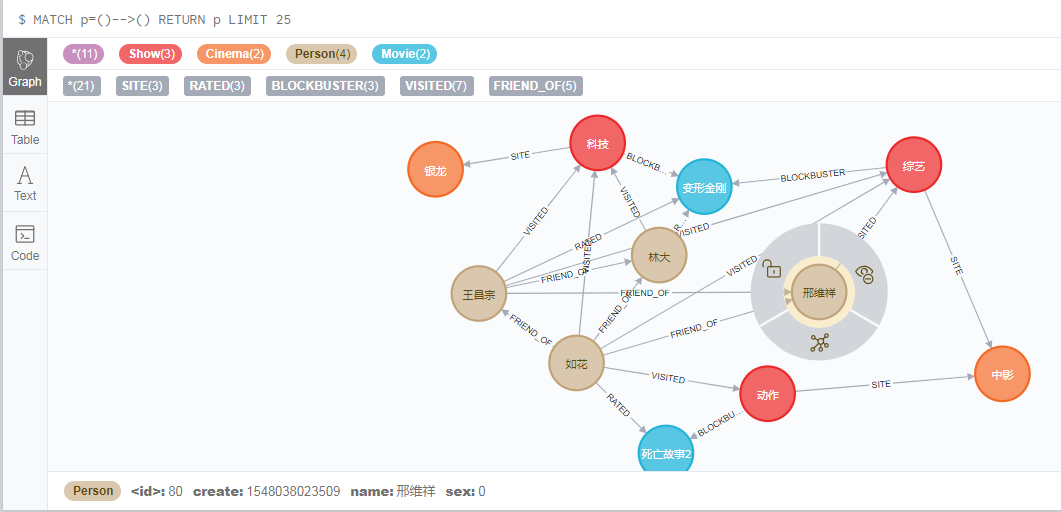 $ MATCH p=()-->() RETURN p LIMIT 25
Graph
Table
Text
Code
*(11) Show(3) Cinema(2) Person(4) Movie(2)
*(21) SITE(3) RATED(3) BLOCKBUSTER(3) VISITED(7) FRIEND_OF(5)
科技
银龙
SITE
BLOCKB...
变形金刚
BLOCKBUSTER
综艺
VISITED
VISITED
R...
VISITED
SITED
RATED
VISITED
林大
VISITED
SITE
FRIEND_OF
王昌宗
FRIEND_OF
邢维祥
FRIEND_OF
FRIEND_OF
FRIEND_OF
如花
VISITED
动作
SITE
中影
RATED
BLOCKBU...
死亡故事2
Person <id>: 80 create: 1548038023509 name: 邢维祥 sex: 0